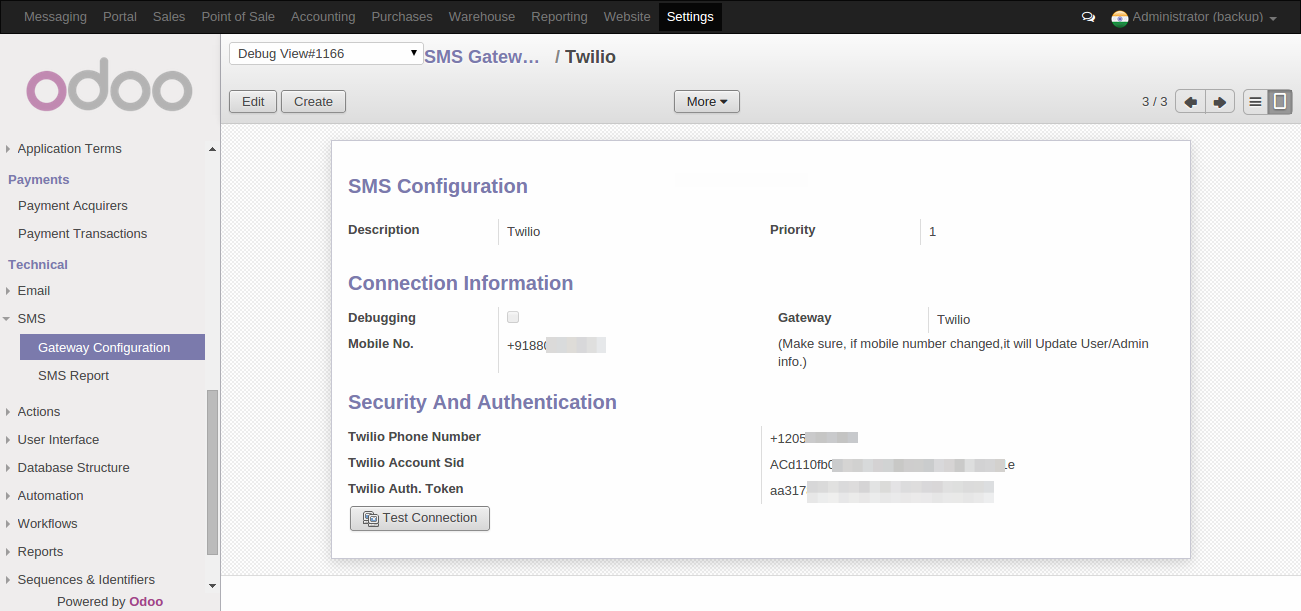 Messaging Portal Sales Point of Sale Accounting Purchases Warehouse Reporting Website Settings Administrator (backup)
odoo
Debug View#1166 SMS Gatew... / Twilio
Edit Create More 3 / 3
Application Terms
Payments
Payment Acquirers
Payment Transactions
Technical
Email
SMS
Gateway Configuration
SMS Report
Actions
User Interface
Database Structure
Automation
Workflows
Reports
Sequences & Identifiers
Powered by Odoo
SMS Configuration
Description Twilio Priority 1
Connection Information
Debugging Gateway Twilio
Mobile No. +9188 (Make sure, if mobile number changed,it will Update User/Admin
info.)
Security And Authentication
Twilio Phone Number +1205
Twilio Account Sid ACd110fb e
Twilio Auth. Token aa317
Test Connection